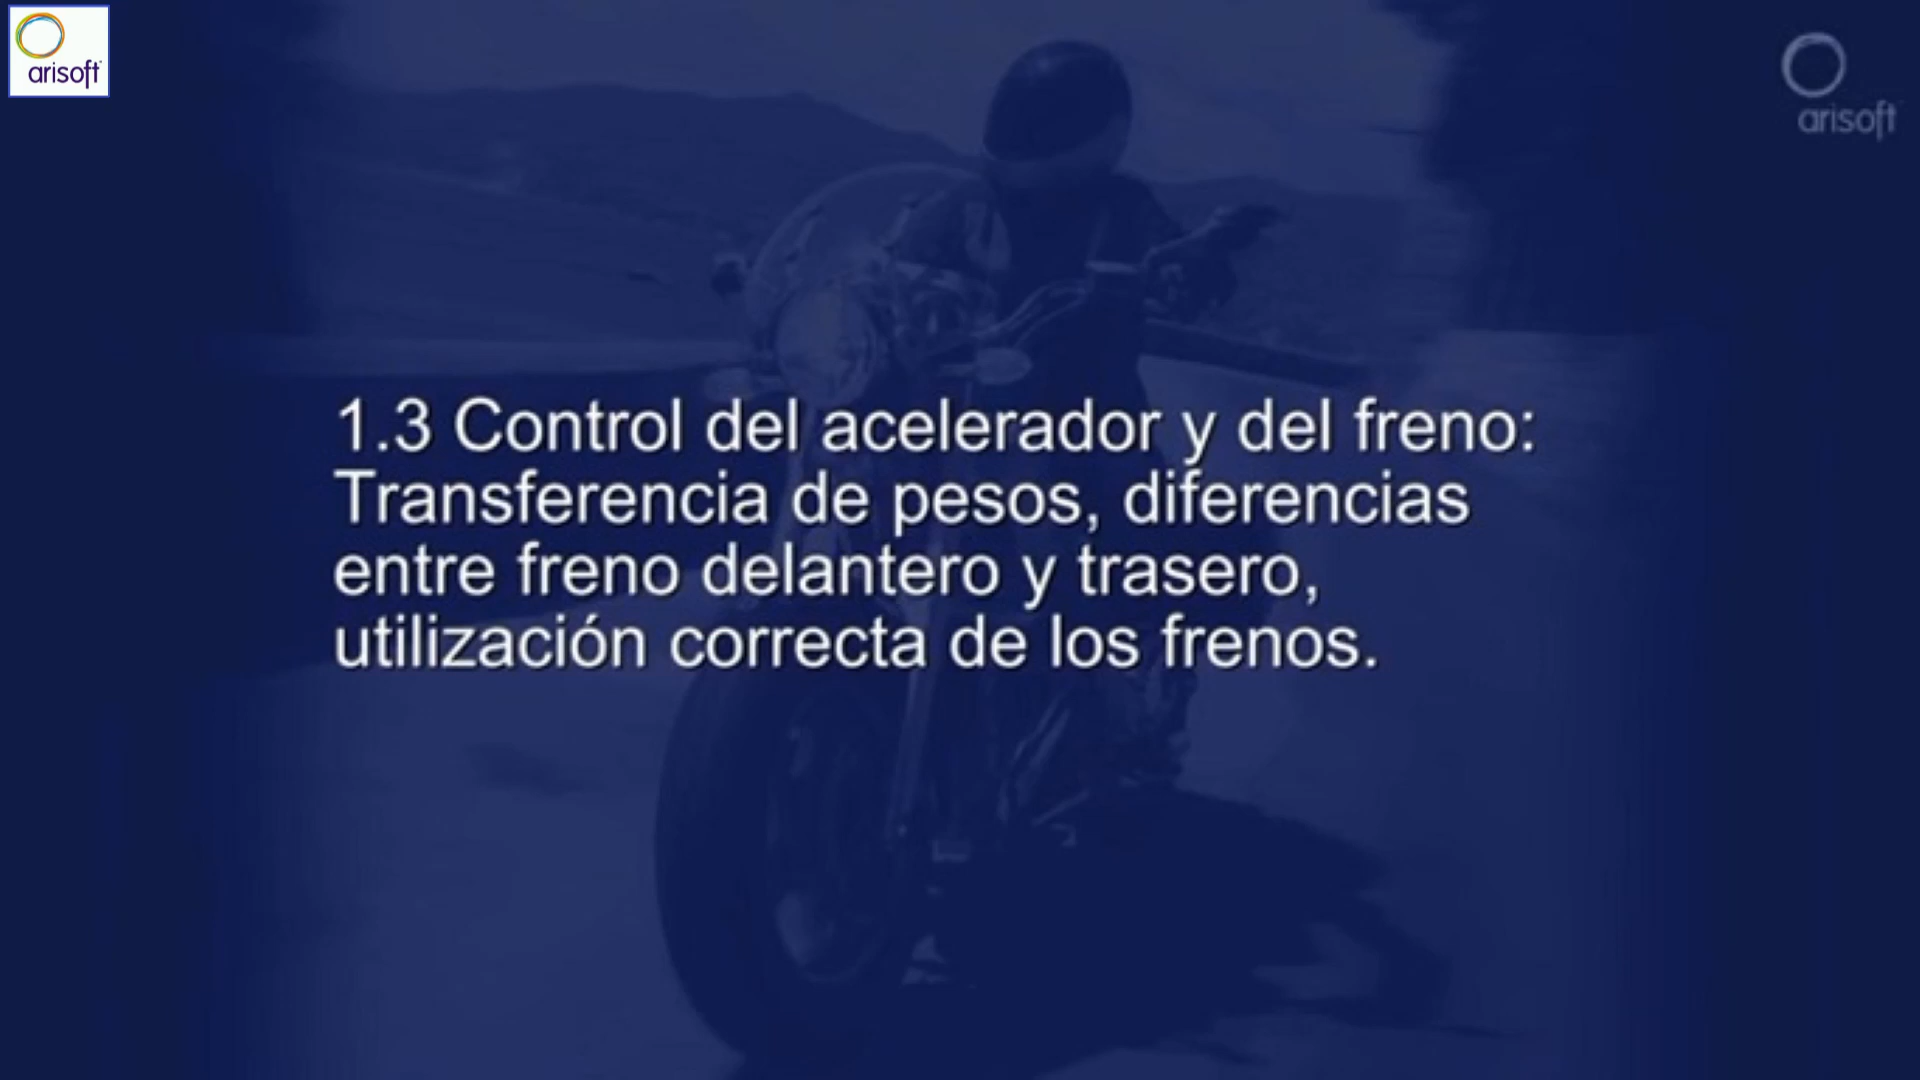 arisoft
arisoft
1.3 Control del acelerador y del freno:
Transferencia de pesos, diferencias
entre freno delantero y trasero,
utilización correcta de los frenos.